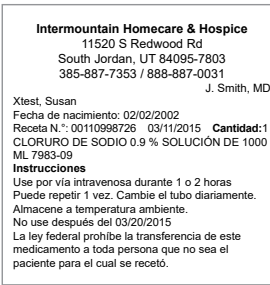 Intermountain Homecare & Hospice
11520 S Redwood Rd
South Jordan, UT 84095-7803
385-887-7353 / 888-887-0031
J. Smith, MD
Xtest, Susan
Fecha de nacimiento: 02/02/2002
Receta N.°: 00110998726 03/11/2015 Cantidad:1
CLORURO DE SODIO 0.9 % SOLUCIÓN DE 1000
ML 7983-09
Instrucciones
Use por vía intravenosa durante 1 o 2 horas
Puede repetir 1 vez. Cambie el tubo diariamente.
Almacene a temperatura ambiente.
No use después del 03/20/2015
La ley federal prohíbe la transferencia de este
medicamento a toda persona que no sea el
paciente para el cual se recetó.